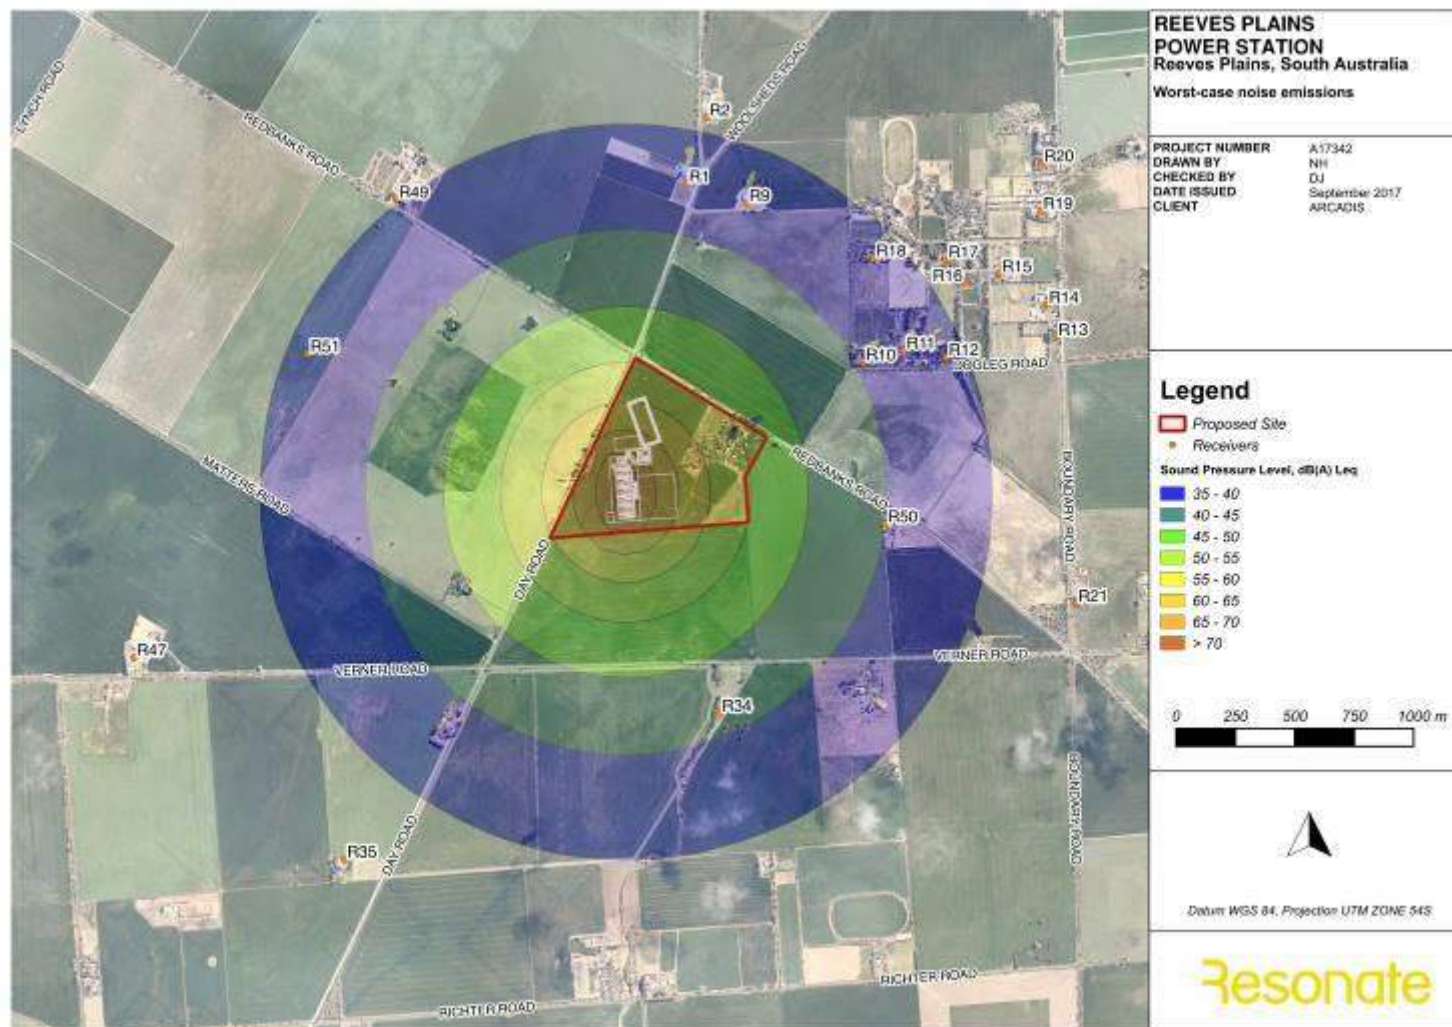 REEVES PLAINS
POWER STATION
Reeves Plains, South Australia
Worst-case noise emissions
PROJECT NUMBER A17342
DRAWN BY NH
CHECKED BY DJ
DATE ISSUED September 2017
CLIENT ARCADIS
Legend
Proposed Site
Receivers
Sound Pressure Level, dB(A) Leq
35 - 40
40 - 45
45 - 50
50 - 55
55 - 60
60 - 65
65 - 70
> 70
0 250 500 750 1000 m
Datum WGS 84, Projection UTM ZONE 54S
Resonate
LYNCH ROAD
REDBANKS ROAD
WOOLSHEDS ROAD
R2
R1
R9
R49
R20
R19
R18
R17
R16
R15
R14
R13
R10
R11
R12
DOGLEG ROAD
R51
MATTERS ROAD
REDBANKS ROAD
BOUNDARY ROAD
R50
DAY ROAD
R21
R47
VERNER ROAD
VERNER ROAD
R34
BOUNDARY ROAD
R35
DAY ROAD
RICHTER ROAD
RICHTER ROAD